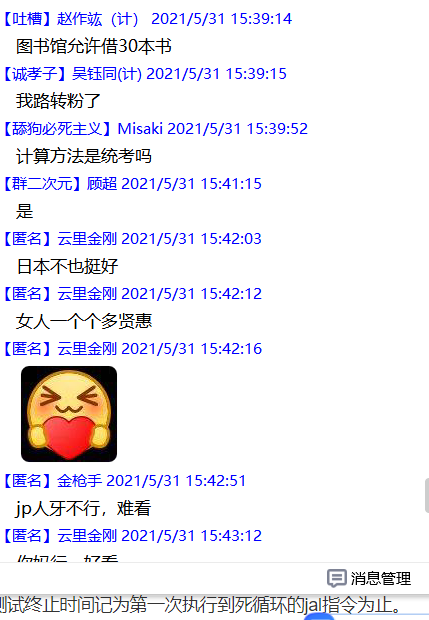 【吐槽】赵作竑（计） 2021/5/31 15:39:14
图书馆允许借30本书
【诚孝子】吴钰同(计) 2021/5/31 15:39:15
我路转粉了
【舔狗必死主义】Misaki 2021/5/31 15:39:52
计算方法是统考吗
【群二次元】顾超 2021/5/31 15:41:15
是
【匿名】云里金刚 2021/5/31 15:42:03
日本不也挺好
【匿名】云里金刚 2021/5/31 15:42:12
女人一个个多贤惠
【匿名】云里金刚 2021/5/31 15:42:16
【匿名】金枪手 2021/5/31 15:42:51
jp人牙不行，难看
【匿名】云里金刚 2021/5/31 15:43:12
你妈行，好看
消息管理
测试终止时间记为第一次执行到死循环的jal指令为止。